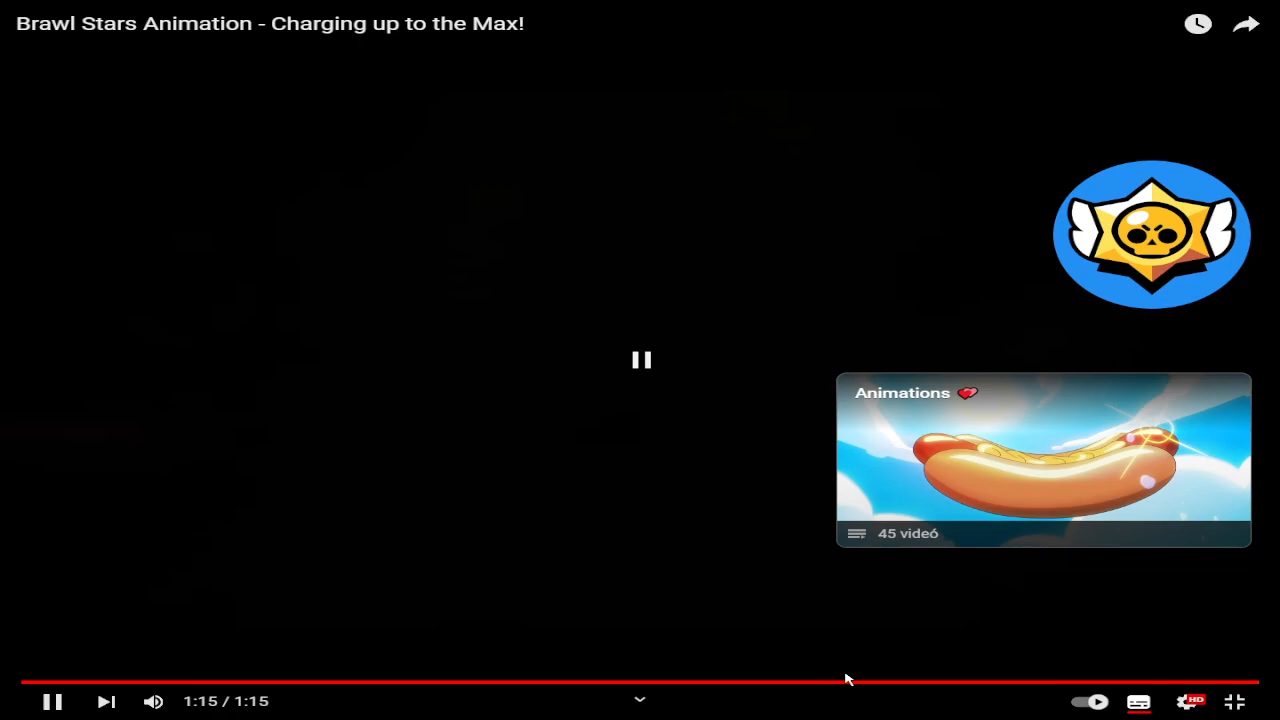 Brawl Stars Animation - Charging up to the Max!
Animations
45 videó
1:15 / 1:15
HD